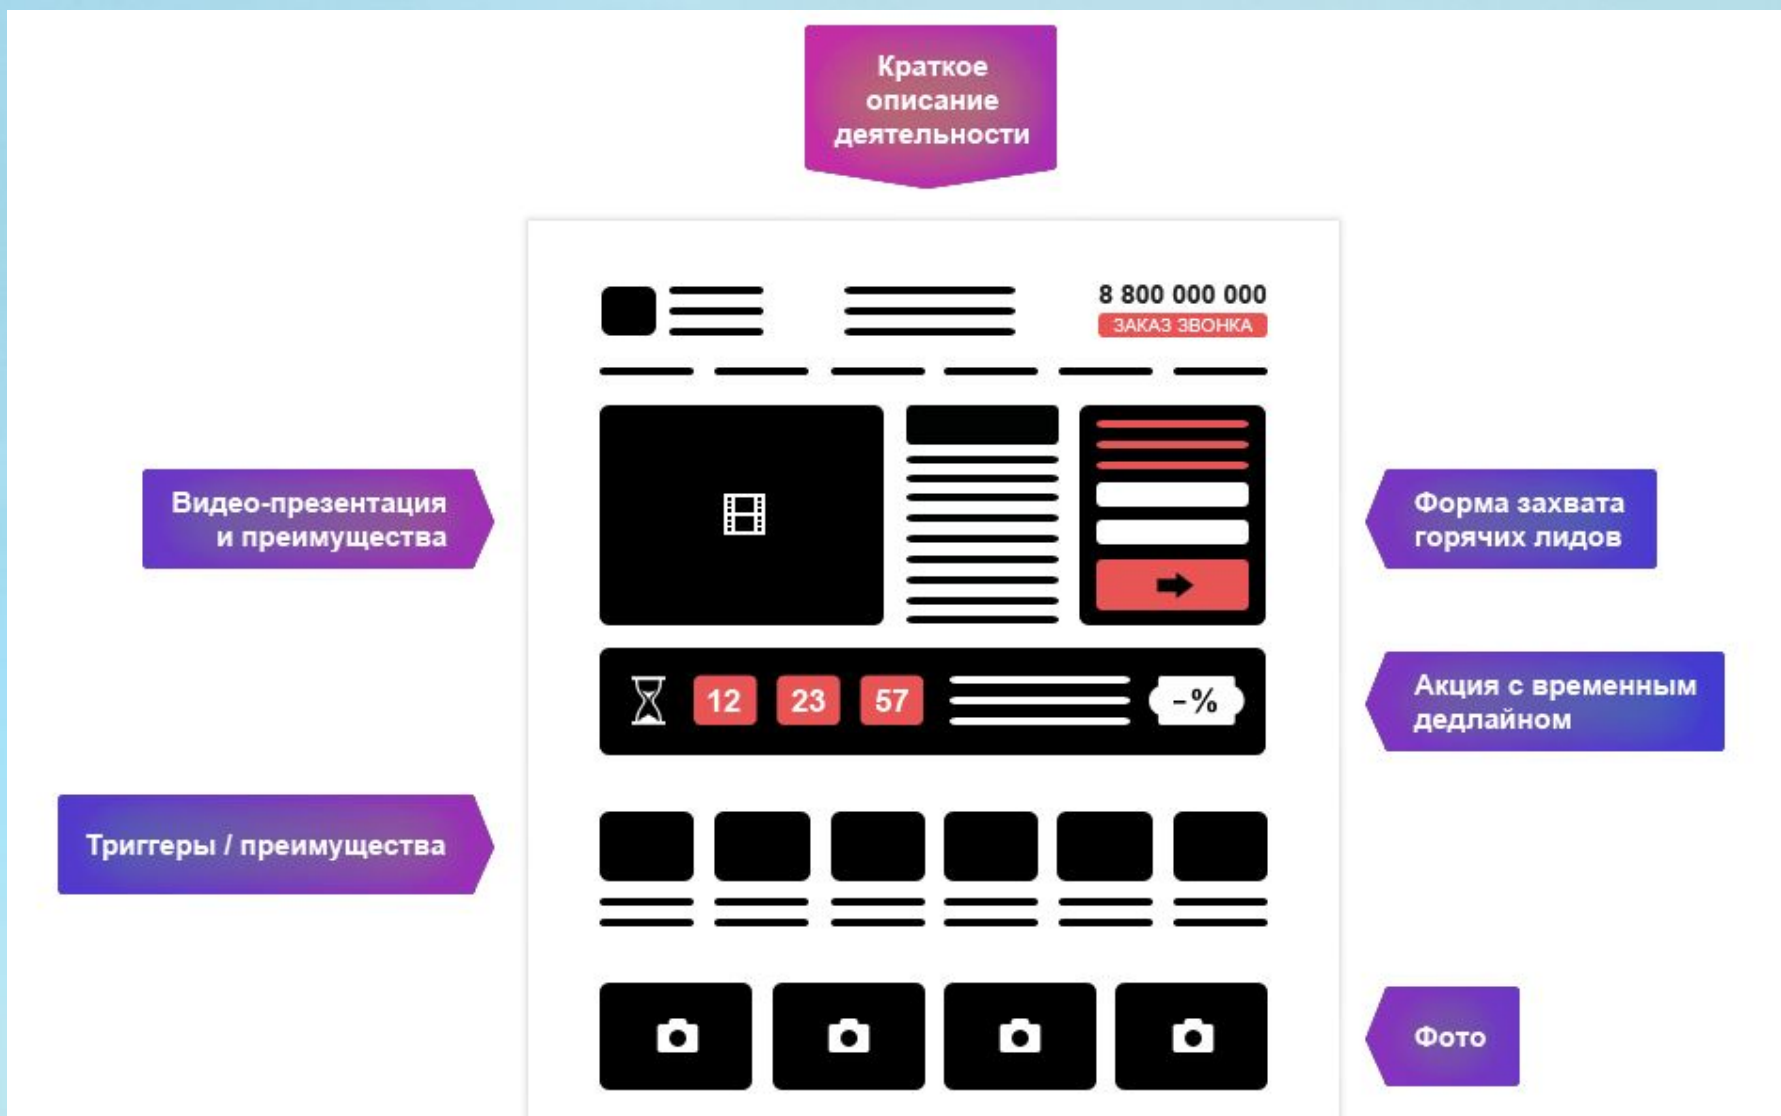 Краткое
описание
деятельности
8 800 000 000
ЗАКАЗ ЗВОНКА
Видео-презентация
и преимущества
Форма захвата
горячих лидов
12 23 57
-%
Акция с временным
дедлайном
Триггеры / преимущества
Фото